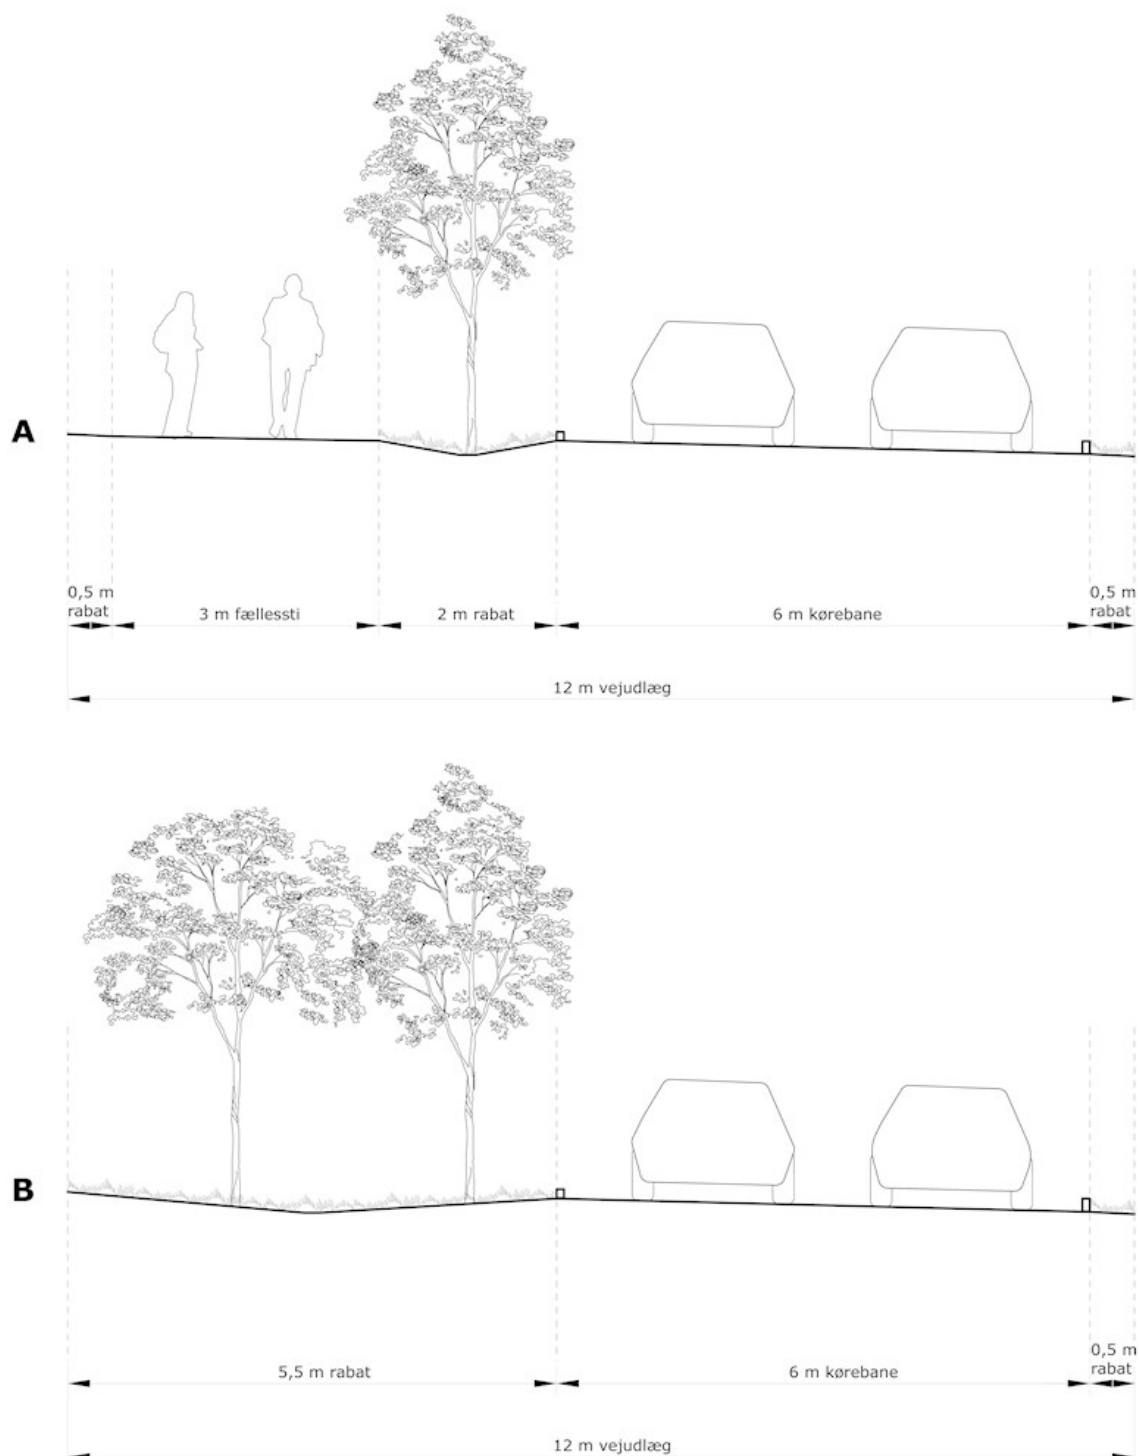 A
0,5 m
rabat
3 m fællessti
2 m rabat
6 m kørebane
0,5 m
rabat
12 m vejudlæg
B
5,5 m rabat
6 m kørebane
0,5 m
rabat
12 m vejudlæg